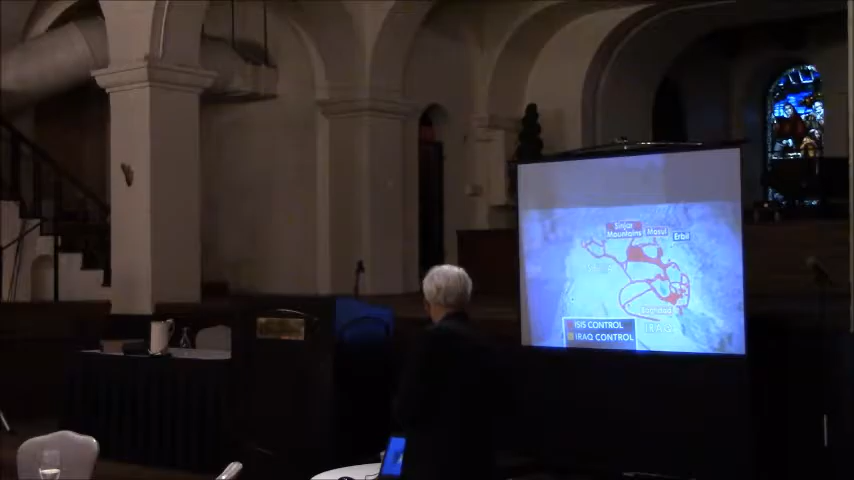 Sinjar
Mountains
Mosul
Erbil
Baghdad
IRAQ
ISIS CONTROL
IRAQ CONTROL